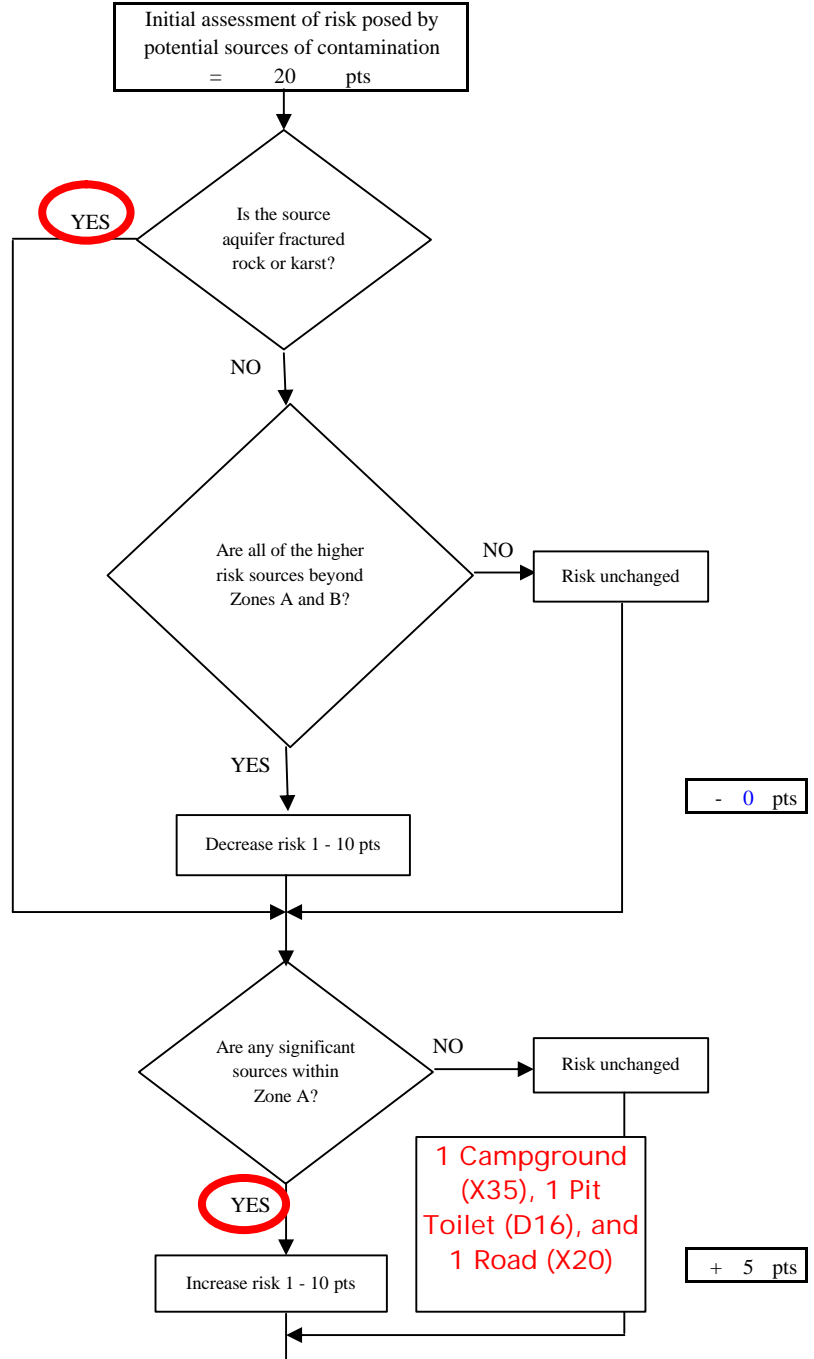 Initial assessment of risk posed by
potential sources of contamination
= 20 pts
YES
Is the source
aquifer fractured
rock or karst?
NO
Are all of the higher
risk sources beyond
Zones A and B?
NO
Risk unchanged
YES
- 0 pts
Decrease risk 1 - 10 pts
Are any significant
sources within
Zone A?
NO
Risk unchanged
1 Campground
(X35), 1 Pit
Toilet (D16), and
1 Road (X20)
YES
+ 5 pts
Increase risk 1 - 10 pts